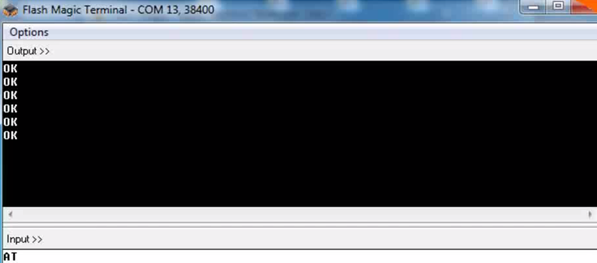 Flash Magic Terminal - COM 13, 38400
Options
Output >>
OK
OK
OK
OK
OK
OK
Input >>
AT